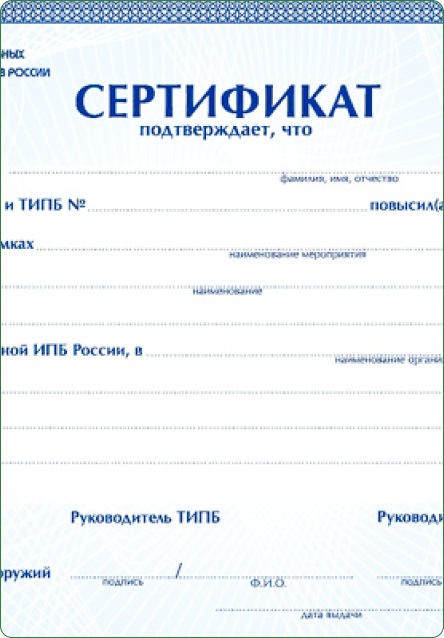 ных
в России
СЕРТИФИКАТ
подтверждает, что
фамилия, имя, отчество
и ТИПБ № повысил(а
мках
наименование мероприятия
наименование
ной ИПБ России, в
наименование органи
Руководитель ТИПБ Руководи
оружий / 
подпись Ф.И.О. подпись
дата выдачи